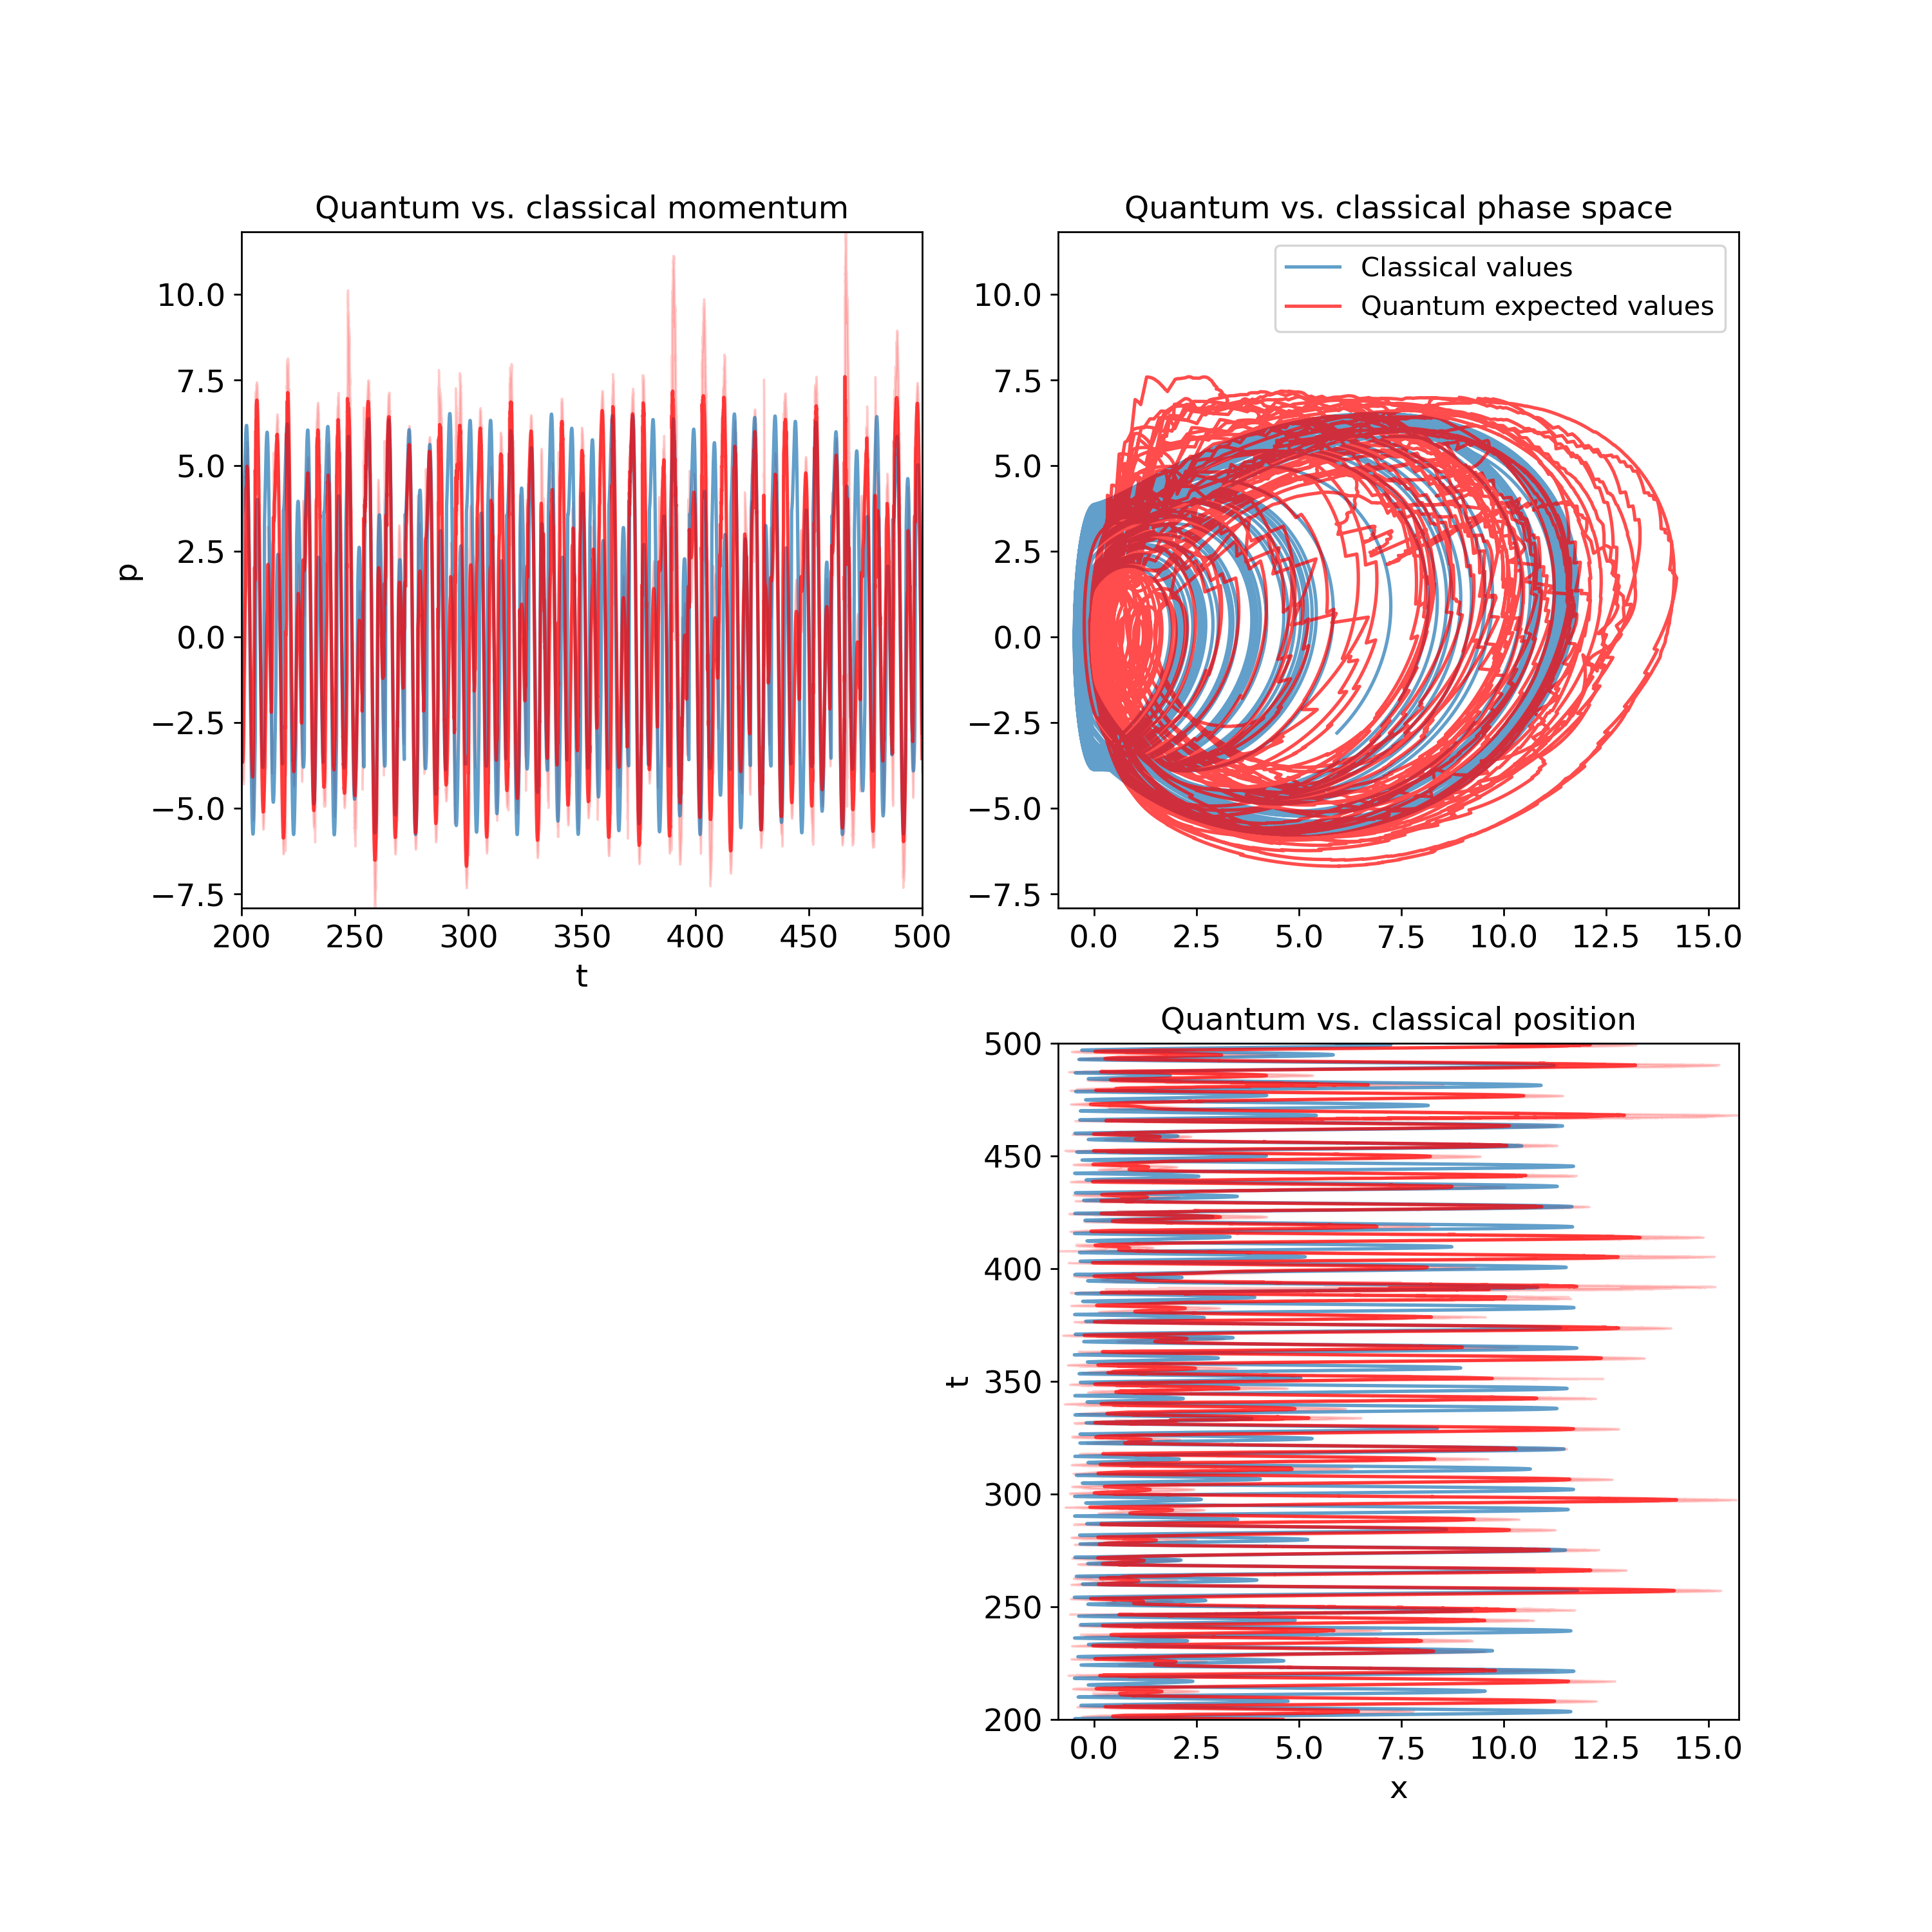 Quantum vs. classical momentum
10.0
7.5
5.0
2.5
0.0
−2.5
−5.0
−7.5
p
200 250 300 350 400 450 500
t
Quantum vs. classical phase space
Classical values
Quantum expected values
10.0
7.5
5.0
2.5
0.0
−2.5
−5.0
−7.5
0.0 2.5 5.0 7.5 10.0 12.5 15.0
Quantum vs. classical position
500
450
400
350
300
250
200
t
0.0 2.5 5.0 7.5 10.0 12.5 15.0
x